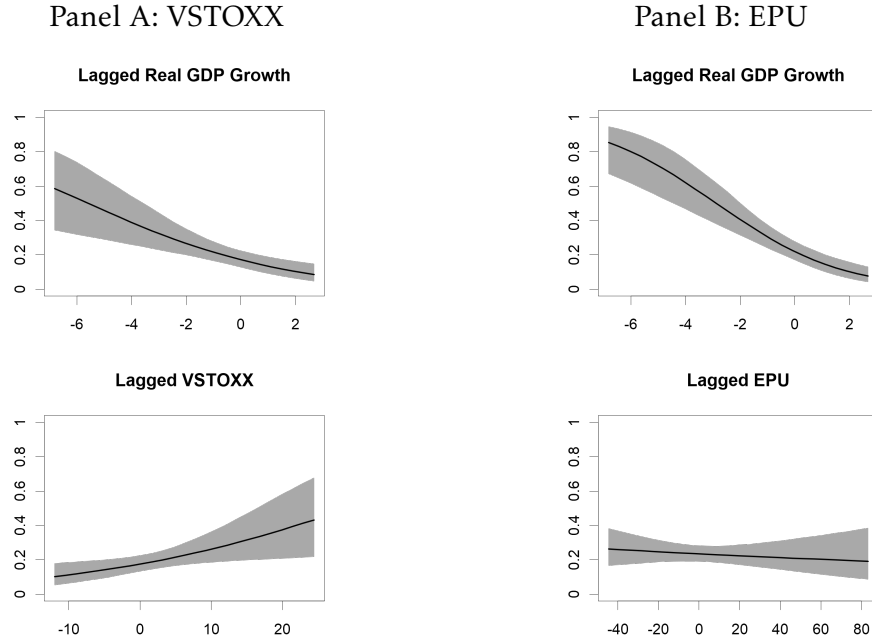 Panel A: VSTOXX
Panel B: EPU
Lagged Real GDP Growth
Lagged Real GDP Growth
1
0.8
0.6
0.4
0.2
0
-6 -4 -2 0 2
1
0.8
0.6
0.4
0.2
0
-6 -4 -2 0 2
Lagged VSTOXX
Lagged EPU
1
0.8
0.6
0.4
0.2
0
-10 0 10 20
1
0.8
0.6
0.4
0.2
0
-40 -20 0 20 40 60 80